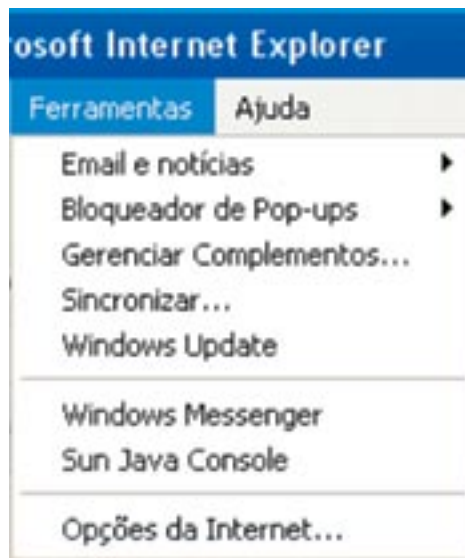 osoft Internet Explorer
Ferramentas Ajuda
Email e notícias
Bloqueador de Pop-ups
Gerenciar Complementos...
Sincronizar...
Windows Update
Windows Messenger
Sun Java Console
Opções da Internet...